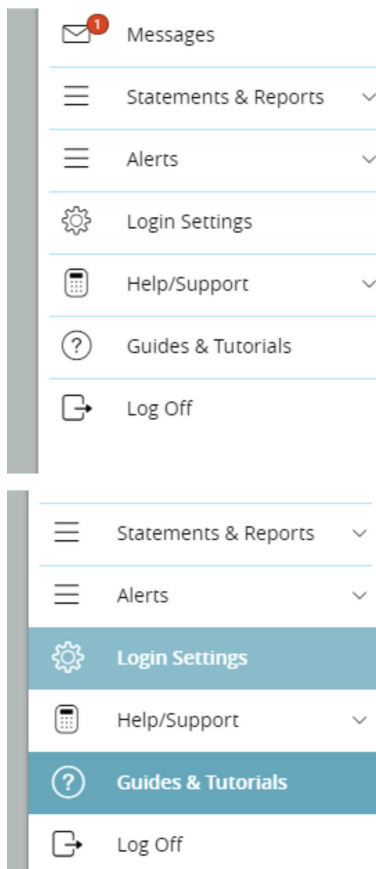 1
Messages
Statements & Reports
Alerts
Login Settings
Help/Support
Guides & Tutorials
Log Off
Statements & Reports
Alerts
Login Settings
Help/Support
Guides & Tutorials
Log Off